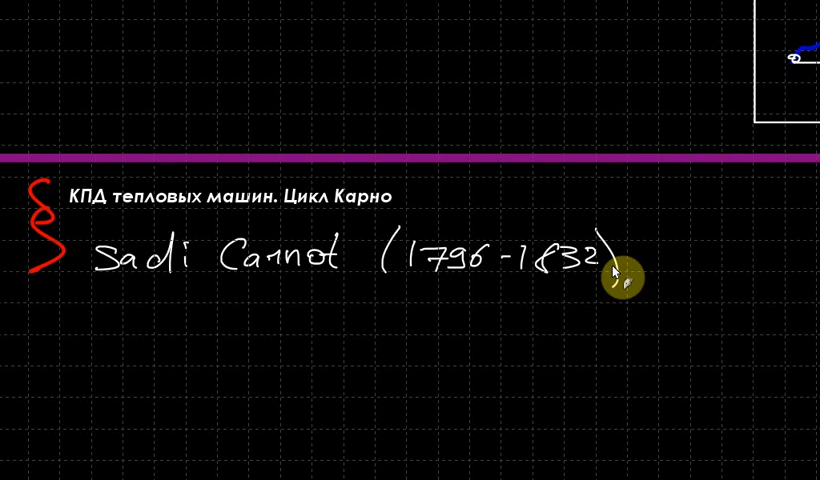 КПД тепловых машин. Цикл Карно
Sadi Carnot (1796-1832),